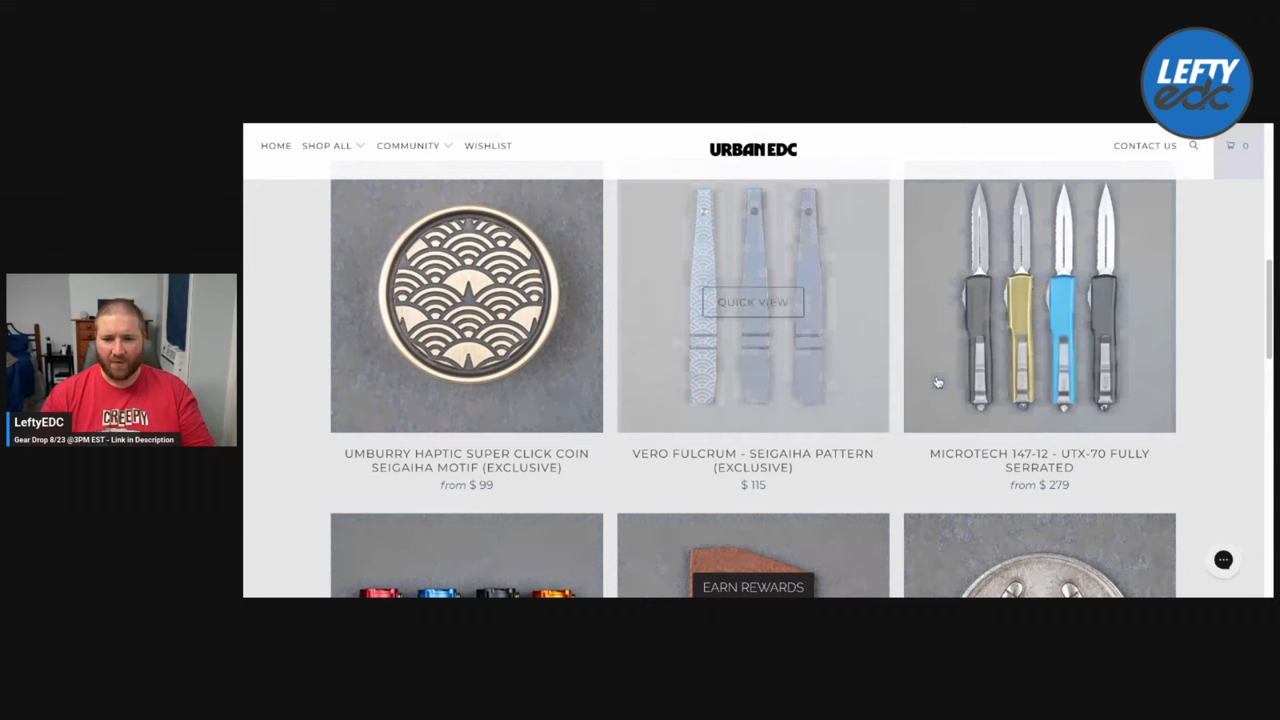 LEFTY
edc
HOME SHOP ALL COMMUNITY WISHLIST
URBAN EDC
CONTACT US
0
QUICK VIEW
CREEPY
LeftyEDC
Gear Drop 8/23 @3PM EST - Link in Description
UMBURRY HAPTIC SUPER CLICK COIN
SEIGAIHA MOTIF (EXCLUSIVE)
from $ 99
VERO FULCRUM - SEIGAIHA PATTERN
(EXCLUSIVE)
$ 115
MICROTECH 147-12 - UTX-70 FULLY
SERRATED
from $ 279
EARN REWARDS